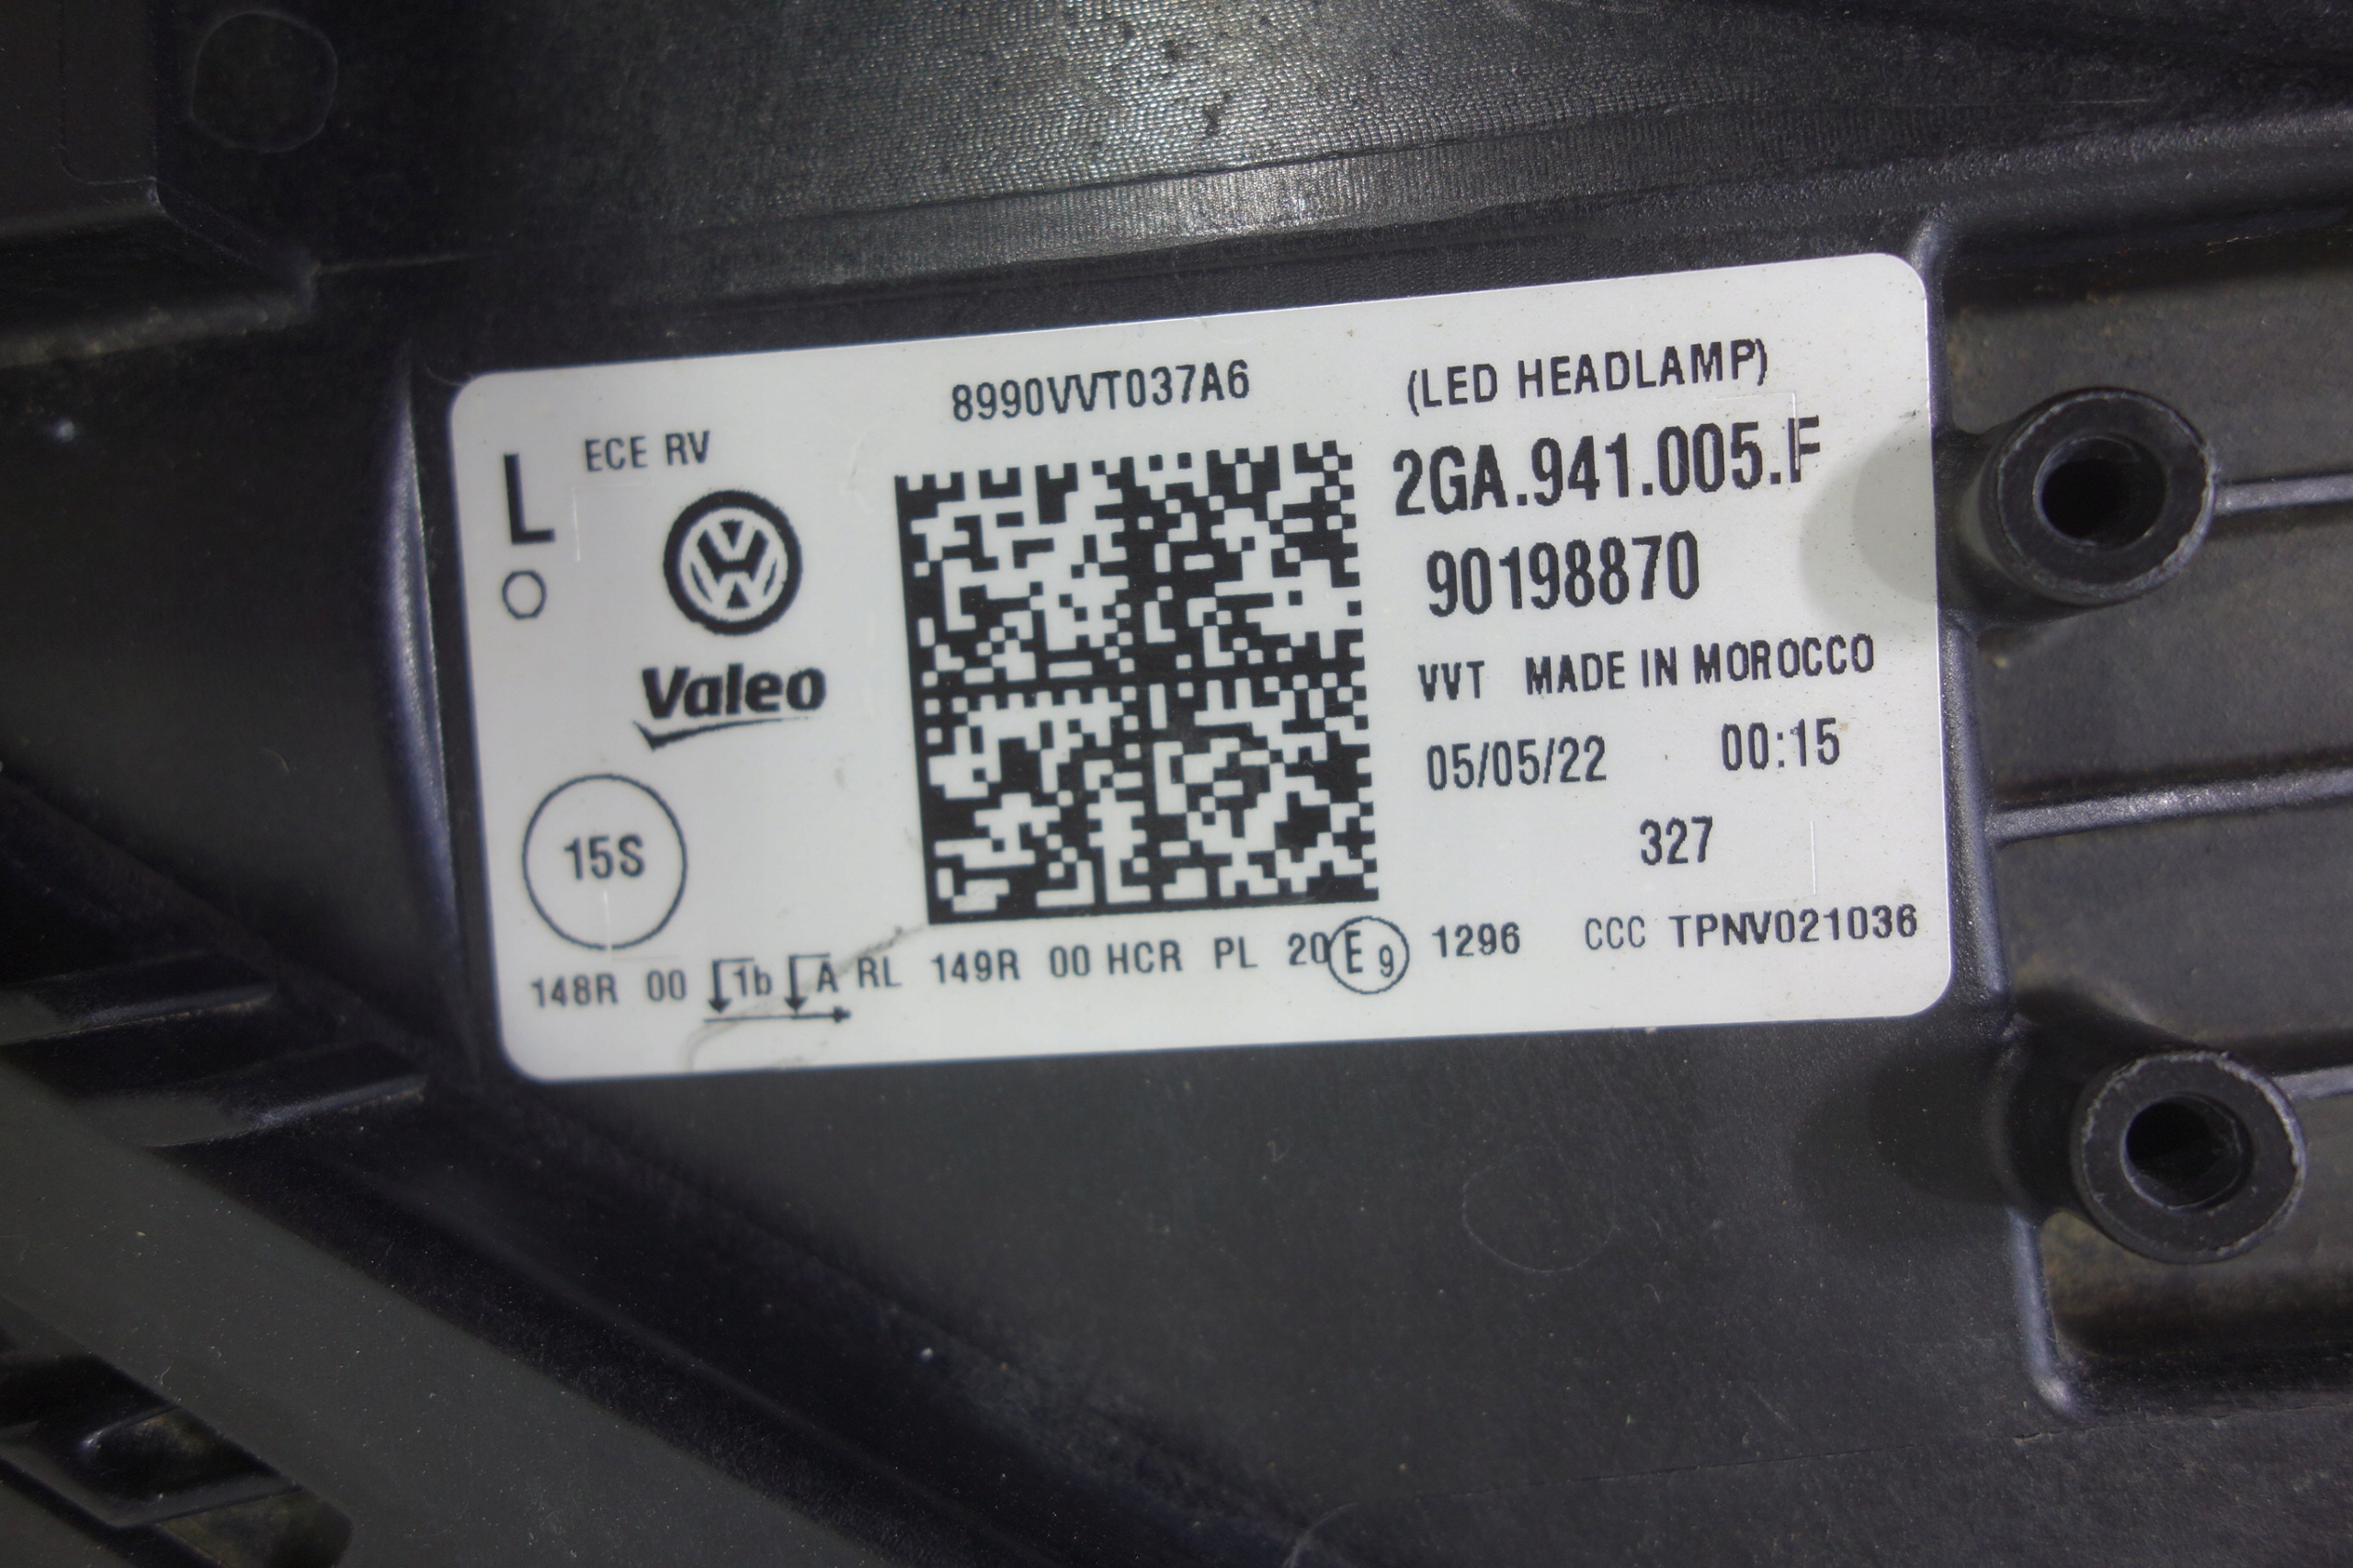 8990VVT037A6
(LED HEADLAMP)
L
ECE RV
2GA.941.005.F
90198870
Valeo
VVT MADE IN MOROCCO
05/05/22 00:15
15S
327
148R 00 1b A RL 149R 00 HCR PL 20 E 9 1296 CCC TPNV021036